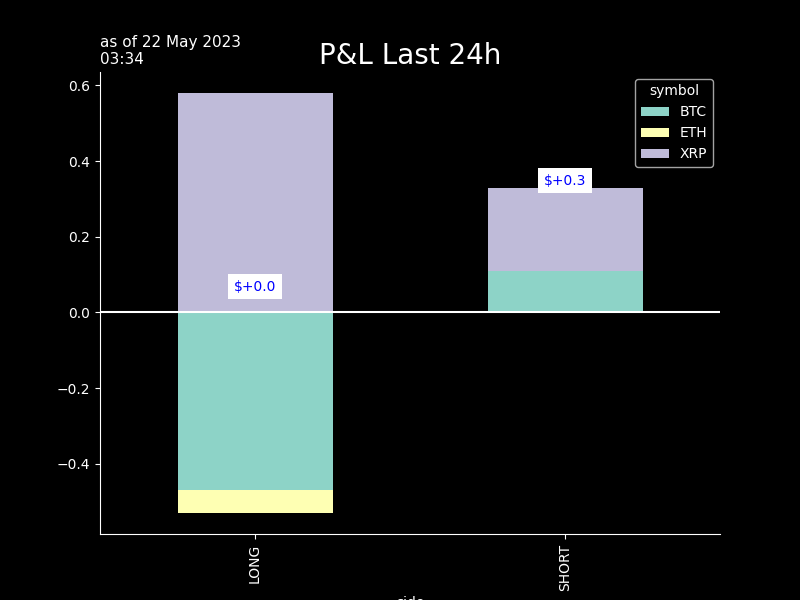 as of 22 May 2023
03:34
P&L Last 24h
symbol
BTC
ETH
XRP
0.6
0.4
0.2
0.0
−0.2
−0.4
$+0.3
$+0.0
LONG
SHORT